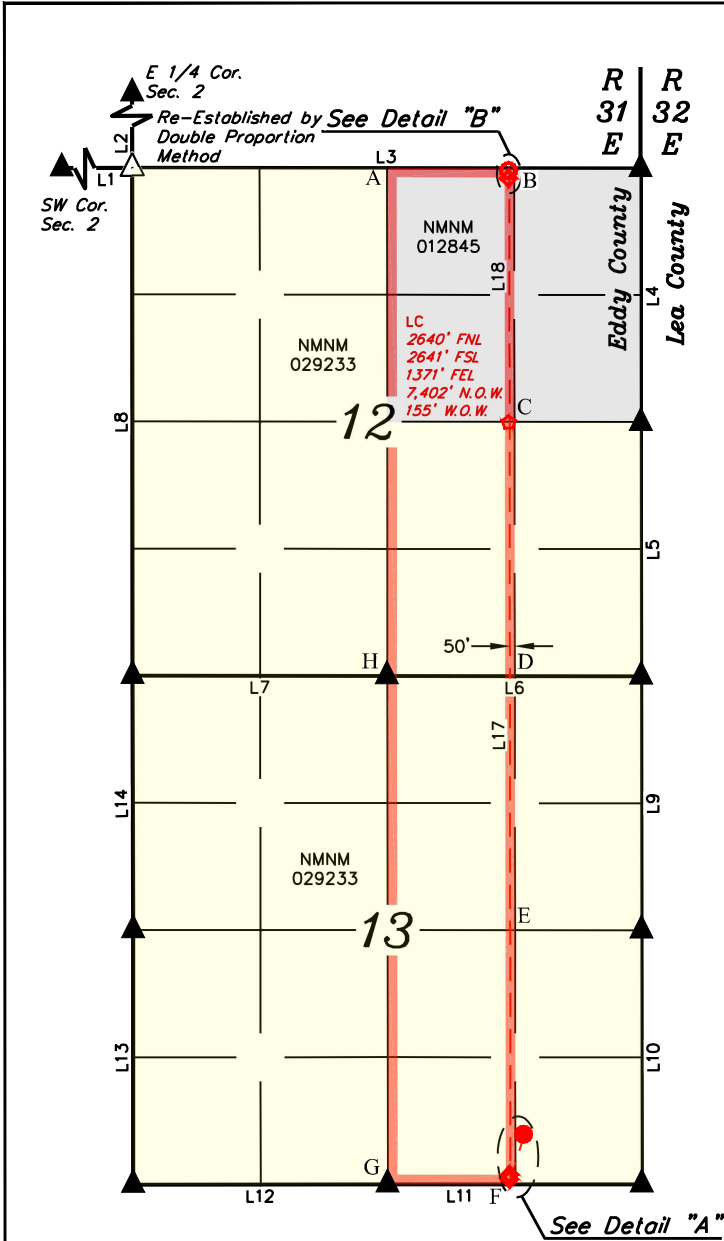 E 1/4 Cor.
Sec. 2
Re-Established by
Double Proportion
Method
See Detail "B"
R
31
E
R
32
E
L2
L1
SW Cor.
Sec. 2
L3
A
B
NMNM
012845
L18
Eddy County
Lea County
L4
NMNM
029233
LC
2640' FNL
2641' FSL
1371' FEL
7,402' N.O.W.
155' W.O.W.
L8
12
C
L5
50'
D
H
L7
L6
L17
L14
L9
NMNM
029233
E
13
L13
L10
G
F
L12
L11
See Detail "A"